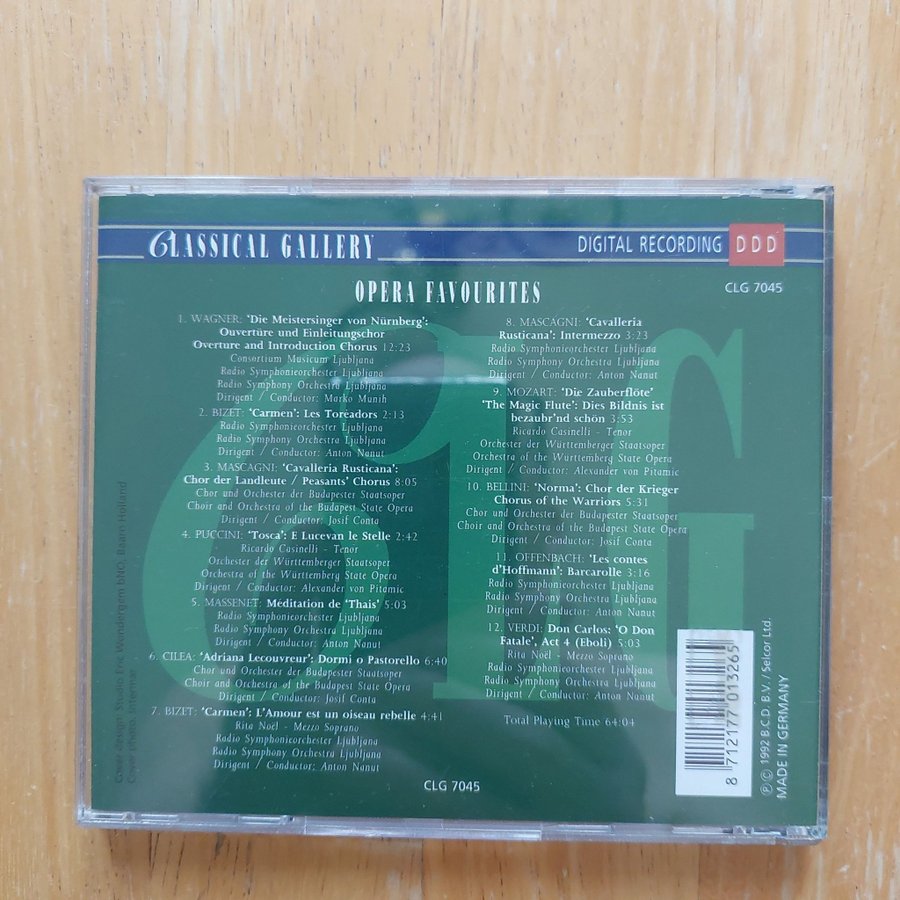 CLASSICAL GALLERY
DIGITAL RECORDING DDD
CLG 7045
OPERA FAVOURITES
1. WAGNER: 'Die Meistersinger von Nürnberg':
Ouvertüre und Einleitungschor
Overture and Introduction Chorus 12:23
Consortium Musicum Ljubljana
Radio Symphonieorchester Ljubljana
Radio Symphony Orchestra Ljubljana
Dirigent / Conductor: Marko Munih
2. BIZET: 'Carmen': Les Toreadors 2:13
Radio Symphonieorchester Ljubljana
Radio Symphony Orchestra Ljubljana
Dirigent / Conductor: Anton Nanut
3. MASCAGNI: 'Cavalleria Rusticana':
Chor der Landleute / Peasants' Chorus 8:05
Chor und Orchester der Budapester Staatsoper
Choir and Orchestra of the Budapest State Opera
Dirigent / Conductor: Josif Conta
4. PUCCINI: 'Tosca': E Lucevan le Stelle 2:42
Ricardo Casinelli - Tenor
Orchester der Württemberger Staatsoper
Orchestra of the Württemberg State Opera
Dirigent / Conductor: Alexander von Pitamic
5. MASSENET: Méditation de 'Thais' 5:03
Radio Symphonieorchester Ljubljana
Radio Symphony Orchestra Ljubljana
Dirigent / Conductor: Anton Nanut
6. CILEA: 'Adriana Lecouvreur': Dormi o Pastorello 6:40
Chor und Orchester der Budapester Staatsoper
Choir and Orchestra of the Budapest State Opera
Dirigent / Conductor: Josif Conta
7. BIZET: 'Carmen': L'Amour est un oiseau rebelle 4:41
Rita Noël - Mezzo Soprano
Radio Symphonieorchester Ljubljana
Radio Symphony Orchestra Ljubljana
Dirigent / Conductor: Anton Nanut
8. MASCAGNI: 'Cavalleria
Rusticana': Intermezzo 3:23
Radio Symphonieorchester Ljubljana
Radio Symphony Orchestra Ljubljana
Dirigent / Conductor: Anton Nanut
9. MOZART: 'Die Zauberflöte'
'The Magic Flute': Dies Bildnis ist
bezaubr'nd schön 3:53
Ricardo Casinelli - Tenor
Orchester der Württemberger Staatsoper
Orchestra of the Württemberg State Opera
Dirigent / Conductor: Alexander von Pitamic
10. BELLINI: 'Norma': Chor der Krieger
Chorus of the Warriors 5:31
Chor und Orchester der Budapester Staatsoper
Choir and Orchestra of the Budapest State Opera
Dirigent / Conductor: Josif Conta
11. OFFENBACH: 'Les contes
d'Hoffmann': Barcarolle 3:16
Radio Symphonieorchester Ljubljana
Radio Symphony Orchestra Ljubljana
Dirigent / Conductor: Anton Nanut
12. VERDI: Don Carlos: 'O Don
Fatale', Act 4 (Eboli) 5:03
Rita Noël - Mezzo Soprano
Radio Symphonieorchester Ljubljana
Radio Symphony Orchestra Ljubljana
Dirigent / Conductor: Anton Nanut
Total Playing Time 64:04
CLG 7045
8 712177 013265
℗ © 1992 B.C.D. B.V. / Selcor Ltd.
MADE IN GERMANY
Cover design: Studio Eric Wondergem bNO, Baarn Holland
Cover photo: